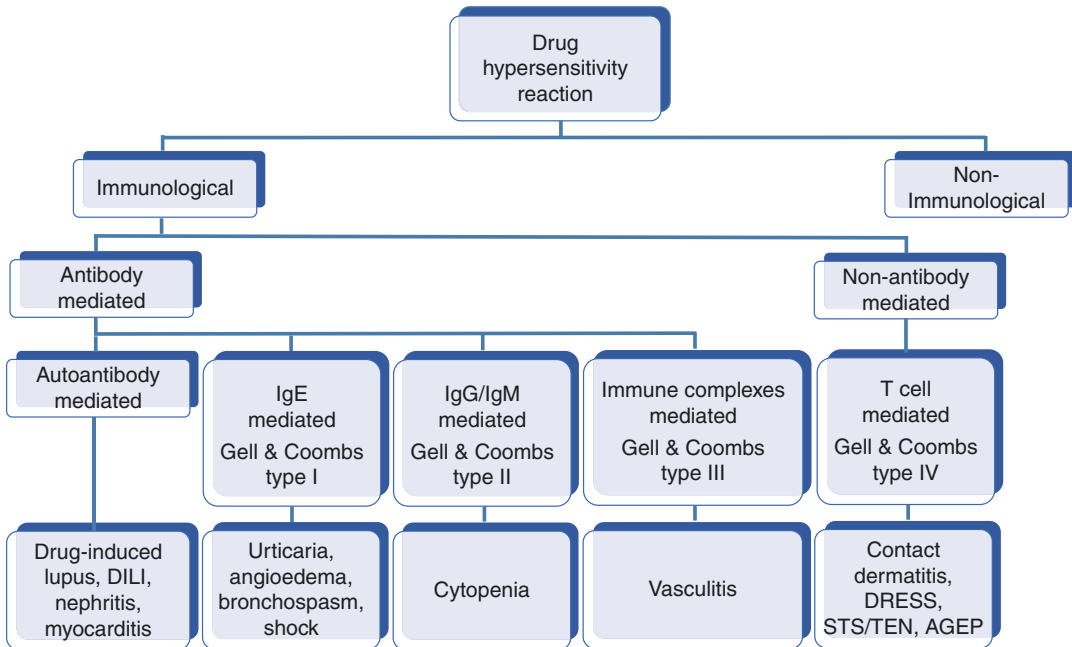 Drug
hypersensitivity
reaction
Immunological
Non-
Immunological
Antibody
mediated
Non-antibody
mediated
Autoantibody
mediated
IgE
mediated
Gell & Coombs
type I
IgG/IgM
mediated
Gell & Coombs
type II
Immune complexes
mediated
Gell & Coombs
type III
T cell
mediated
Gell & Coombs
type IV
Drug-induced
lupus, DILI,
nephritis,
myocarditis
Urticaria,
angioedema,
bronchospasm,
shock
Cytopenia
Vasculitis
Contact
dermatitis,
DRESS,
STS/TEN, AGEP